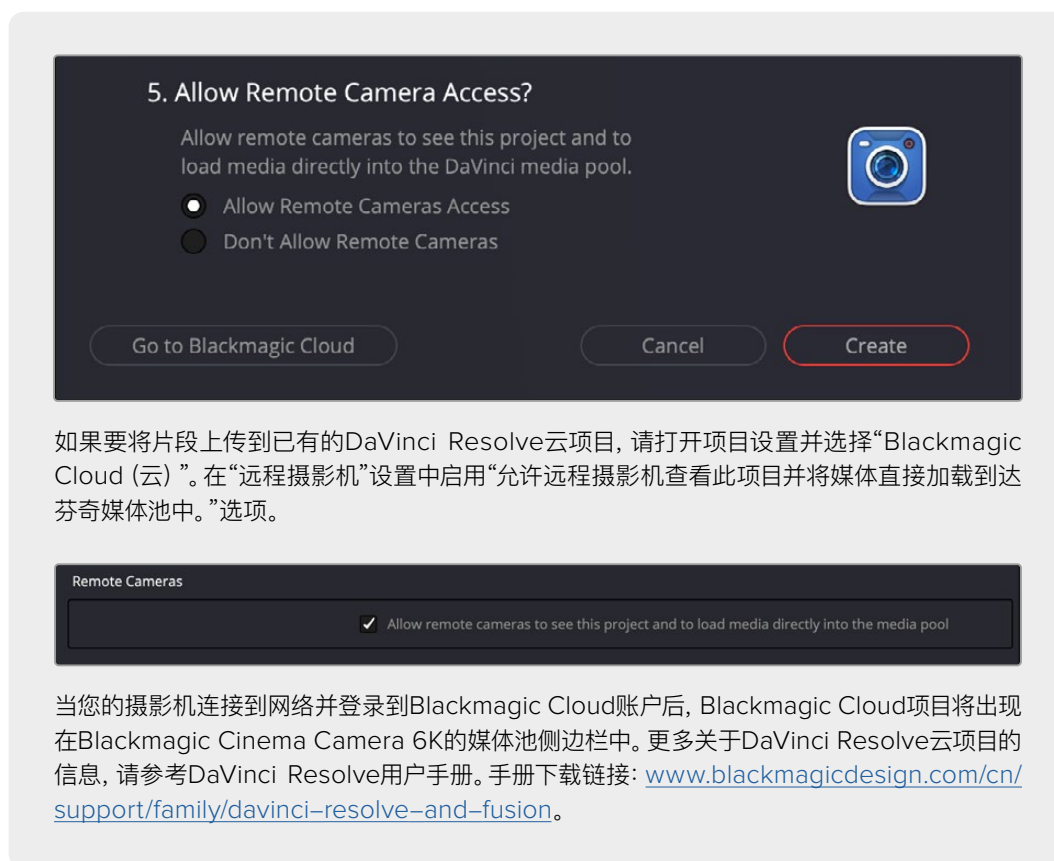 5. Allow Remote Camera Access?
Allow remote cameras to see this project and to
load media directly into the DaVinci media pool.
Allow Remote Cameras Access
Don't Allow Remote Cameras
Go to Blackmagic Cloud
Cancel
Create
如果要将片段上传到已有的DaVinci Resolve云项目，请打开项目设置并选择“Blackmagic
Cloud（云）”。在“远程摄影机”设置中启用“允许远程摄影机查看此项目并将媒体直接加载到达
芬奇媒体池中。”选项。
Remote Cameras
Allow remote cameras to see this project and to load media directly into the media pool
当您的摄影机连接到网络并登录到Blackmagic Cloud账户后，Blackmagic Cloud项目将出现
在Blackmagic Cinema Camera 6K的媒体池侧边栏中。更多关于DaVinci Resolve云项目的
信息，请参考DaVinci Resolve用户手册。手册下载链接：www.blackmagicdesign.com/cn/
support/family/davinci–resolve–and–fusion。